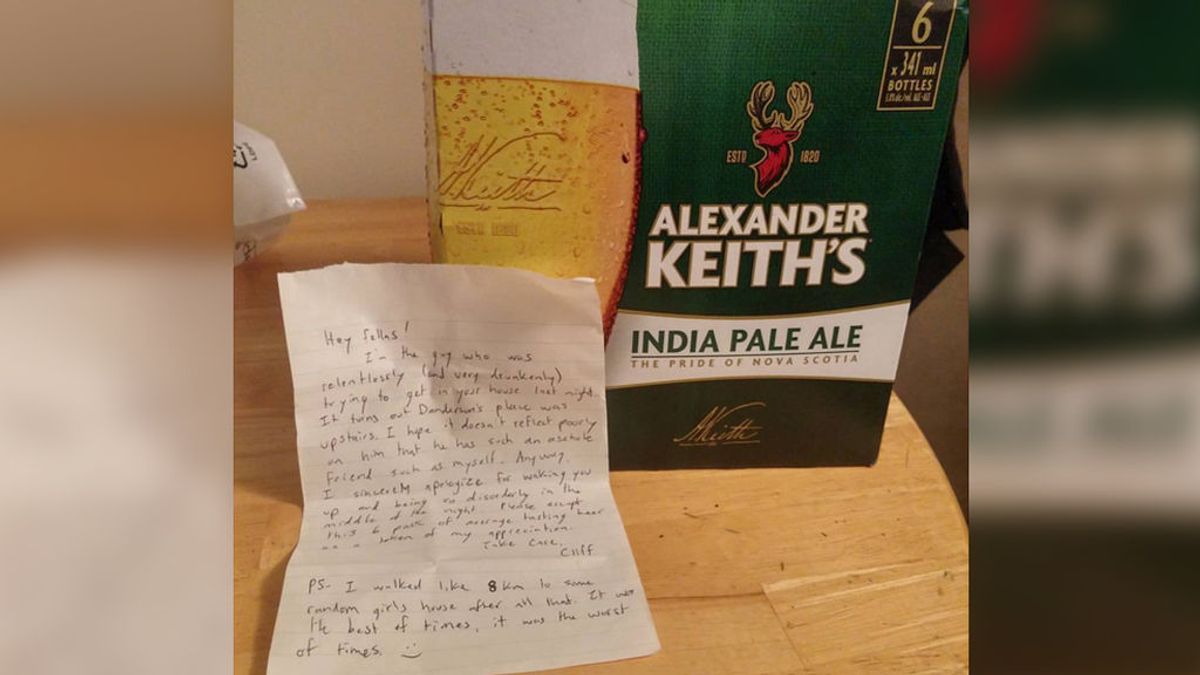 6
x 341 ml
BOTTLES
ESTD 1820
ALEXANDER
KEITH'S
INDIA PALE ALE
THE PRIDE OF NOVA SCOTIA
AKeith
AKeith
ESTD 1820
Hey fellas!
I'm the guy who was
relentlessly (and very drunkenly)
trying to get in your house last night.
It turns out Danderson's place was
upstairs. I hope it doesn't reflect poorly
on him that he has such an asshole
friend such as myself. Anyway,
I sincerely apologize for waking you
up and being so disorderly in the
middle of the night. Please accept
this 6 pack of average tasting beer
as a token of my appreciation.
Take Care,
Cliff
PS- I walked like 8 km to some
random girls house after all that. It was
the best of times, it was the worst
of times. :)